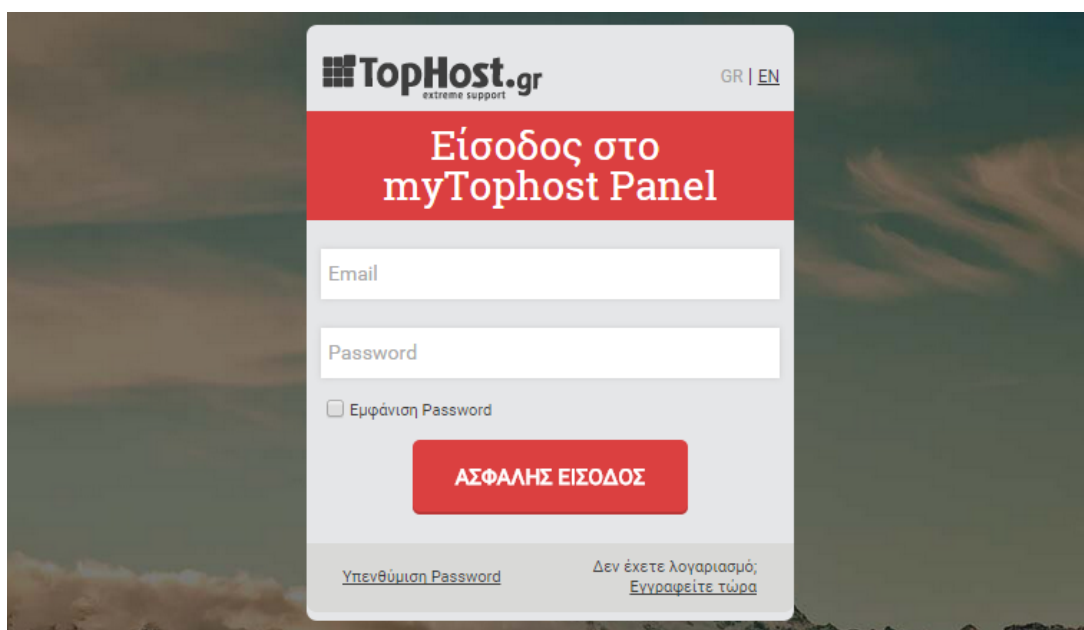 TopHost.gr
extreme support
GR | EN
Είσοδος στο
myTophost Panel
Email
Password
Εμφάνιση Password
ΑΣΦΑΛΗΣ ΕΙΣΟΔΟΣ
Υπενθύμιση Password
Δεν έχετε λογαριασμό;
Εγγραφείτε τώρα